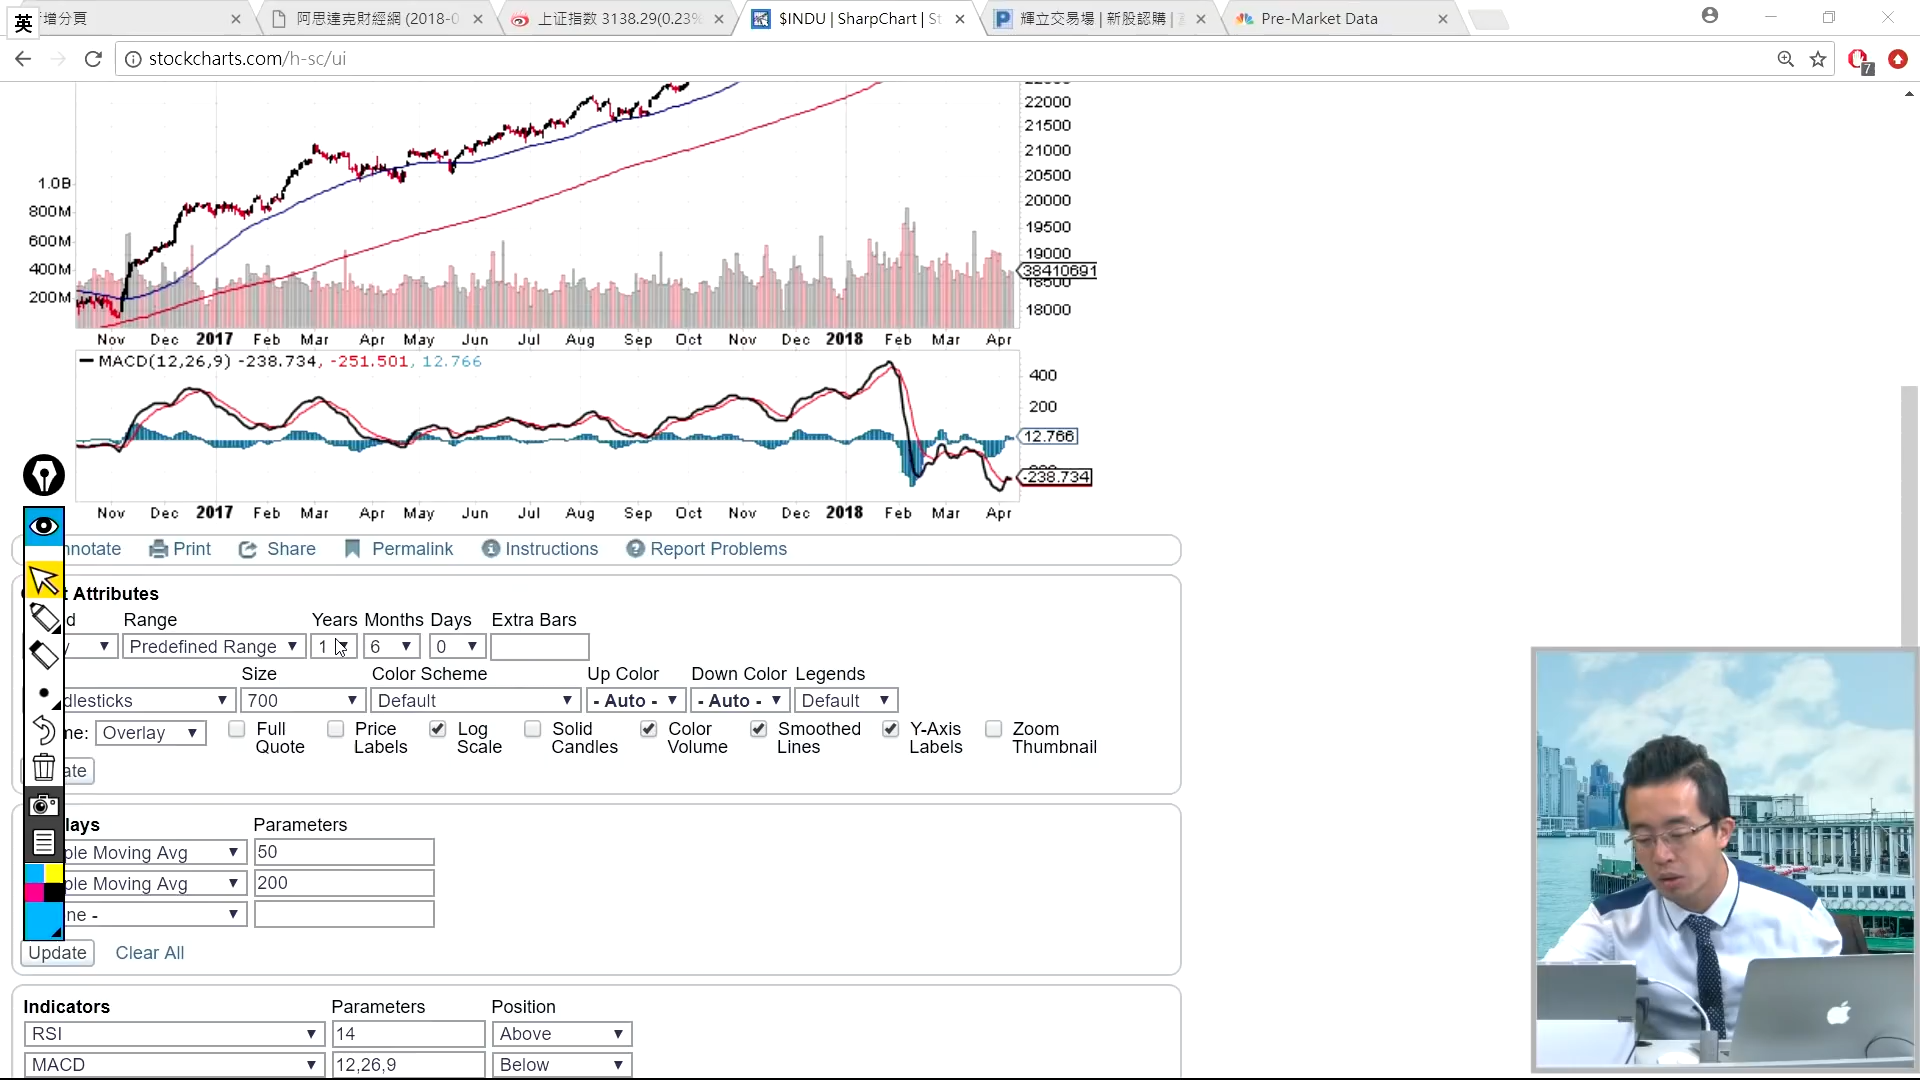 英
增分頁
阿思達克財經網 (2018-0
上证指数 3138.29(0.23%
$INDU | SharpChart | St
輝立交易場 | 新股認購 |
Pre-Market Data
stockcharts.com/h-sc/ui
7
22000
21500
21000
20500
20000
19500
19000
38410691
18500
18000
1.0B
800M
600M
400M
200M
Nov Dec 2017 Feb Mar Apr May Jun Jul Aug Sep Oct Nov Dec 2018 Feb Mar Apr
MACD(12,26,9) -238.734, -251.501, 12.766
400
200
12.766
-238.734
Nov Dec 2017 Feb Mar Apr May Jun Jul Aug Sep Oct Nov Dec 2018 Feb Mar Apr
nnotate Print Share Permalink Instructions Report Problems
t Attributes
d Range Years Months Days Extra Bars
y Predefined Range 1 6 0
Size Color Scheme Up Color Down Color Legends
dlesticks 700 Default - Auto - - Auto - Default
me: Overlay Full Quote Price Labels Log Scale Solid Candles Color Volume Smoothed Lines Y-Axis Labels Zoom Thumbnail
ate
lays Parameters
ple Moving Avg 50
ple Moving Avg 200
ne -
Update Clear All
Indicators Parameters Position
RSI 14 Above
MACD 12,26,9 Below